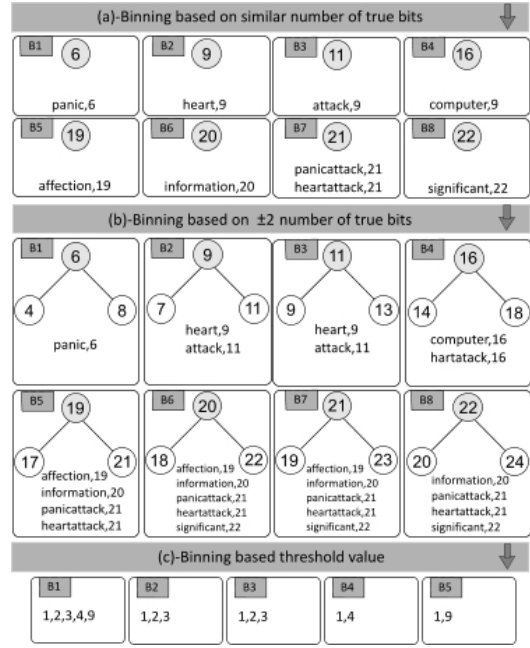 (a)-Binning based on similar number of true bits
B1
6
panic,6
B2
9
heart,9
B3
11
attack,9
B4
16
computer,9
B5
19
affection,19
B6
20
information,20
B7
21
panicattack,21
heartattack,21
B8
22
significant,22
(b)-Binning based on ±2 number of true bits
B1
6
4
8
panic,6
B2
9
7
11
heart,9
attack,11
B3
11
9
13
heart,9
attack,11
B4
16
14
18
computer,16
hartatack,16
B5
19
17
21
affection,19
information,20
panicattack,21
heartattack,21
B6
20
18
22
affection,19
information,20
panicattack,21
heartattack,21
significant,22
B7
21
19
23
affection,19
information,20
panicattack,21
heartattack,21
significant,22
B8
22
20
24
information,20
panicattack,21
heartattack,21
significant,22
(c)-Binning based threshold value
B1
1,2,3,4,9
B2
1,2,3
B3
1,2,3
B4
1,4
B5
1,9